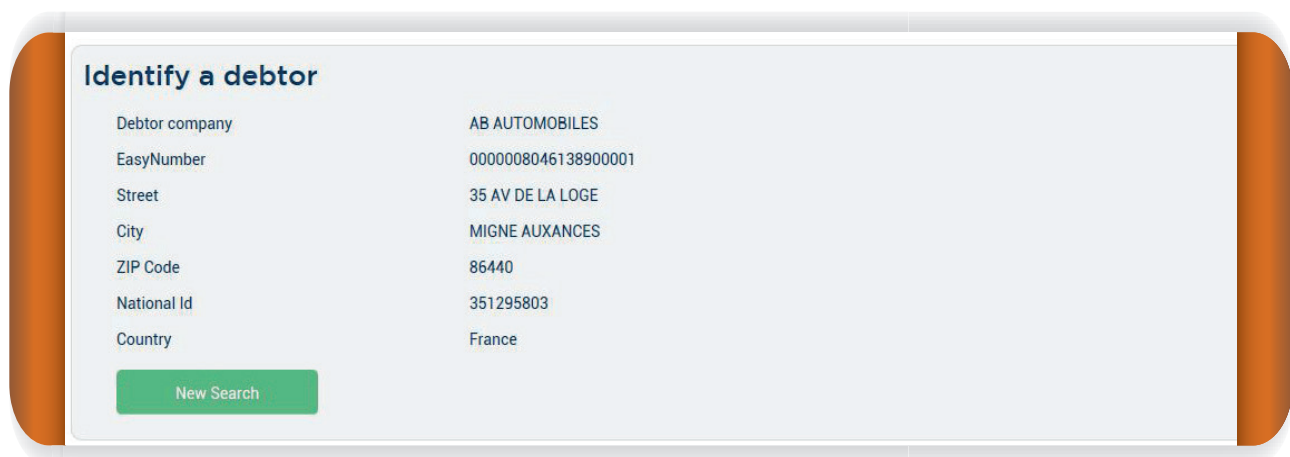 Identify a debtor
Debtor company AB AUTOMOBILES
EasyNumber 0000008046138900001
Street 35 AV DE LA LOGE
City MIGNE AUXANCES
ZIP Code 86440
National Id 351295803
Country France
New Search